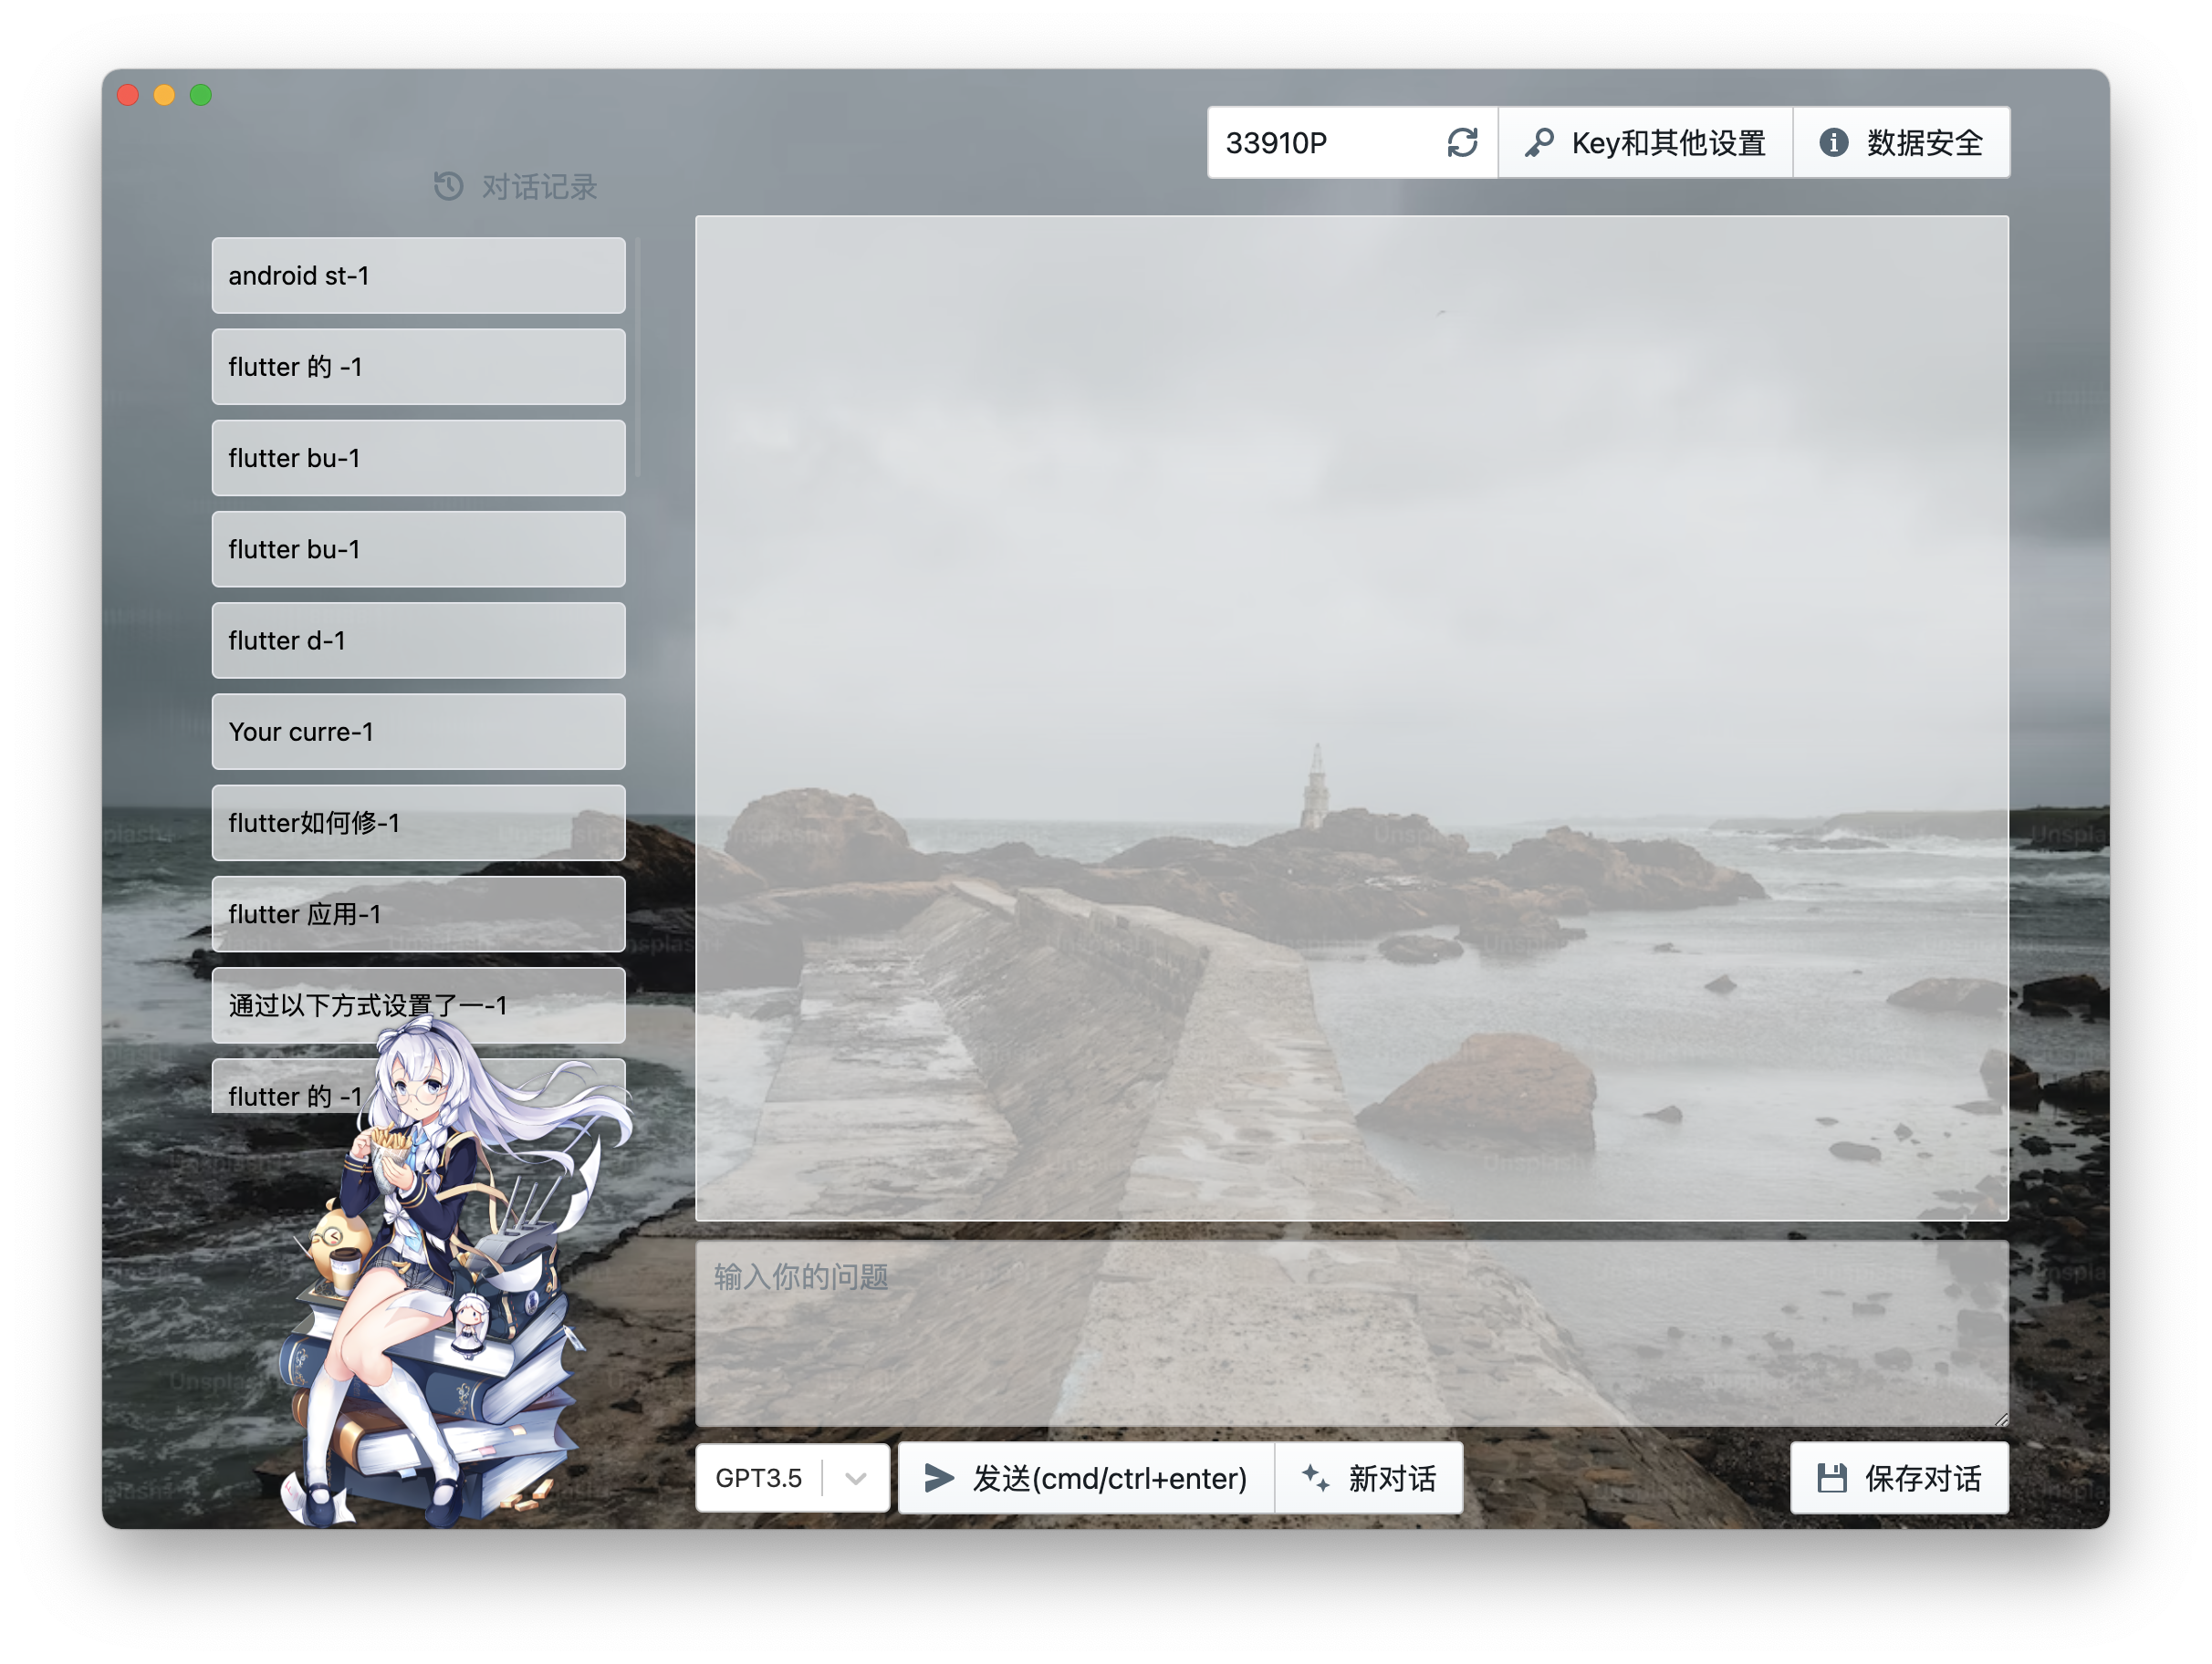 33910P
Key和其他设置
数据安全
对话记录
android st-1
flutter 的 -1
flutter bu-1
flutter bu-1
flutter d-1
Your curre-1
flutter如何修-1
flutter 应用-1
通过以下方式设置了一-1
flutter 的 -1
输入你的问题
GPT3.5
发送(cmd/ctrl+enter)
新对话
保存对话